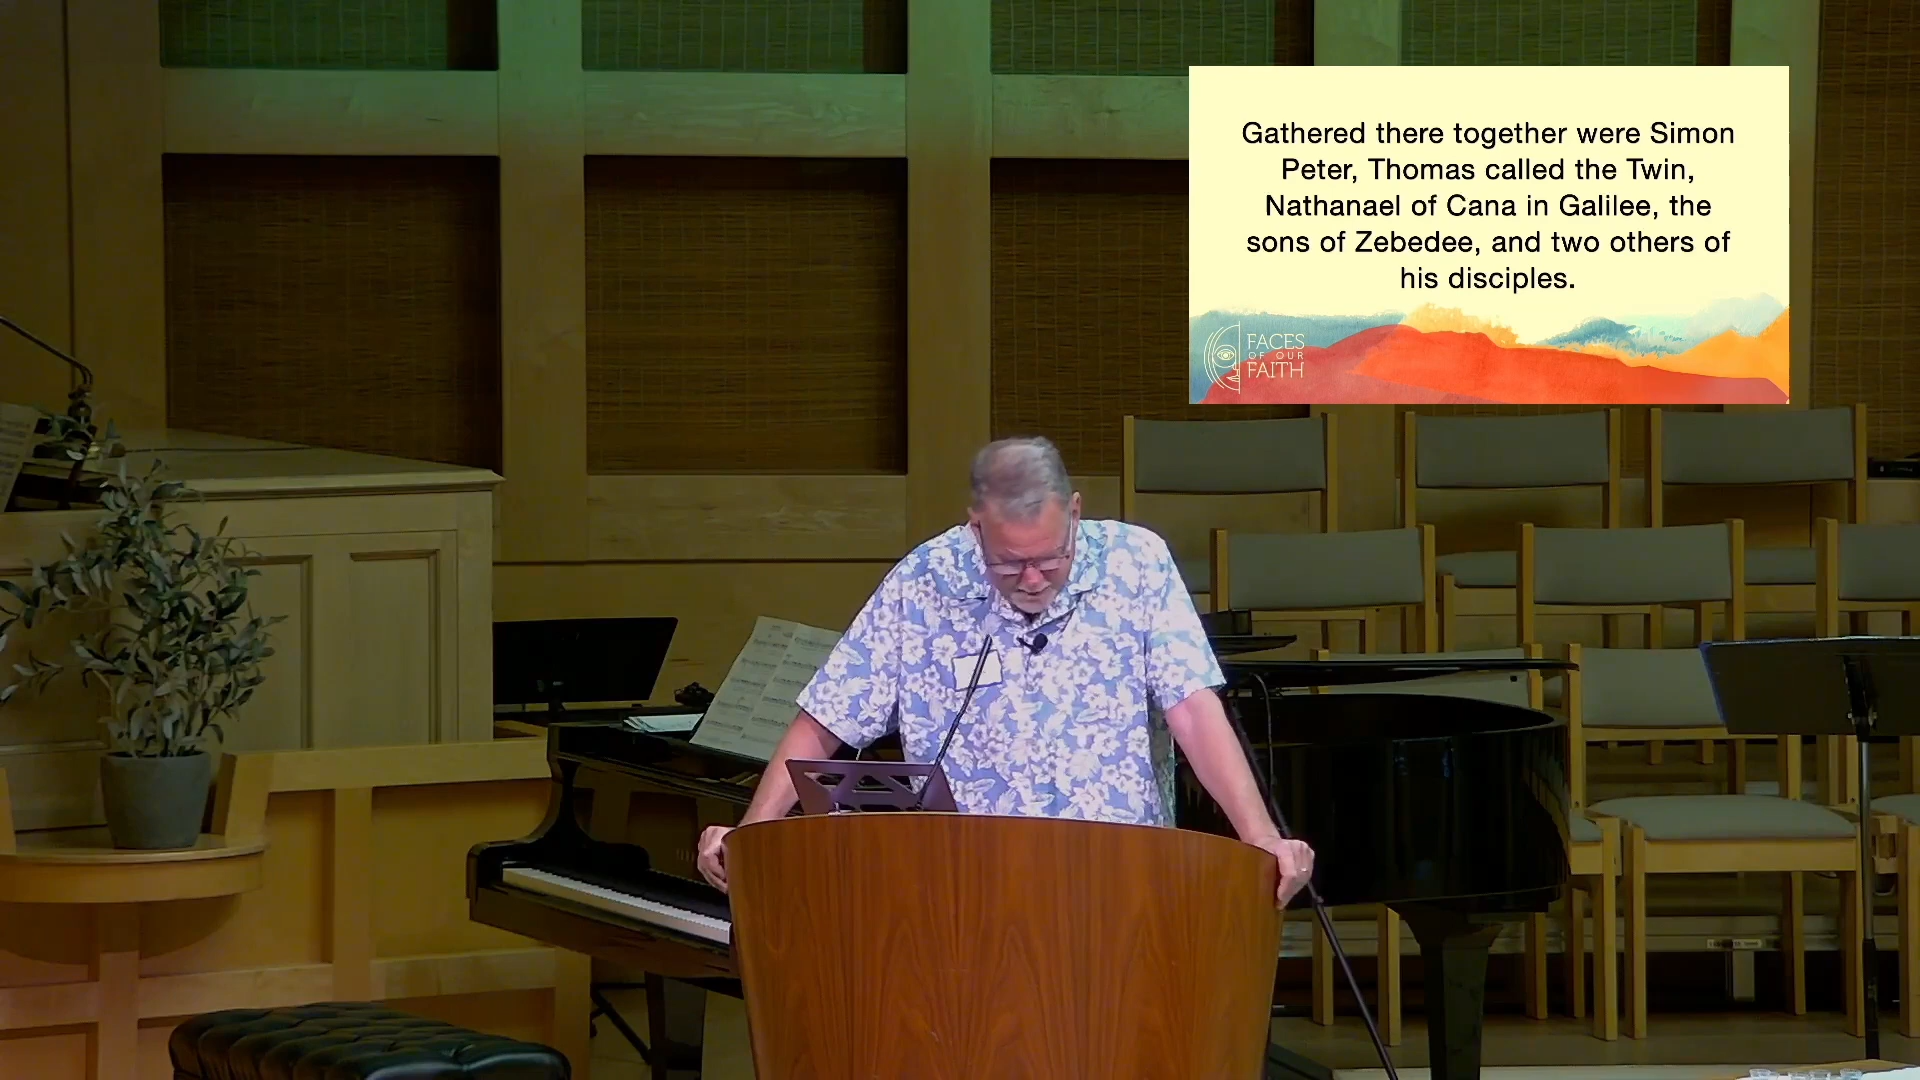 Gathered there together were Simon
Peter, Thomas called the Twin,
Nathanael of Cana in Galilee, the
sons of Zebedee, and two others of
his disciples.
FACES
OF OUR
FAITH